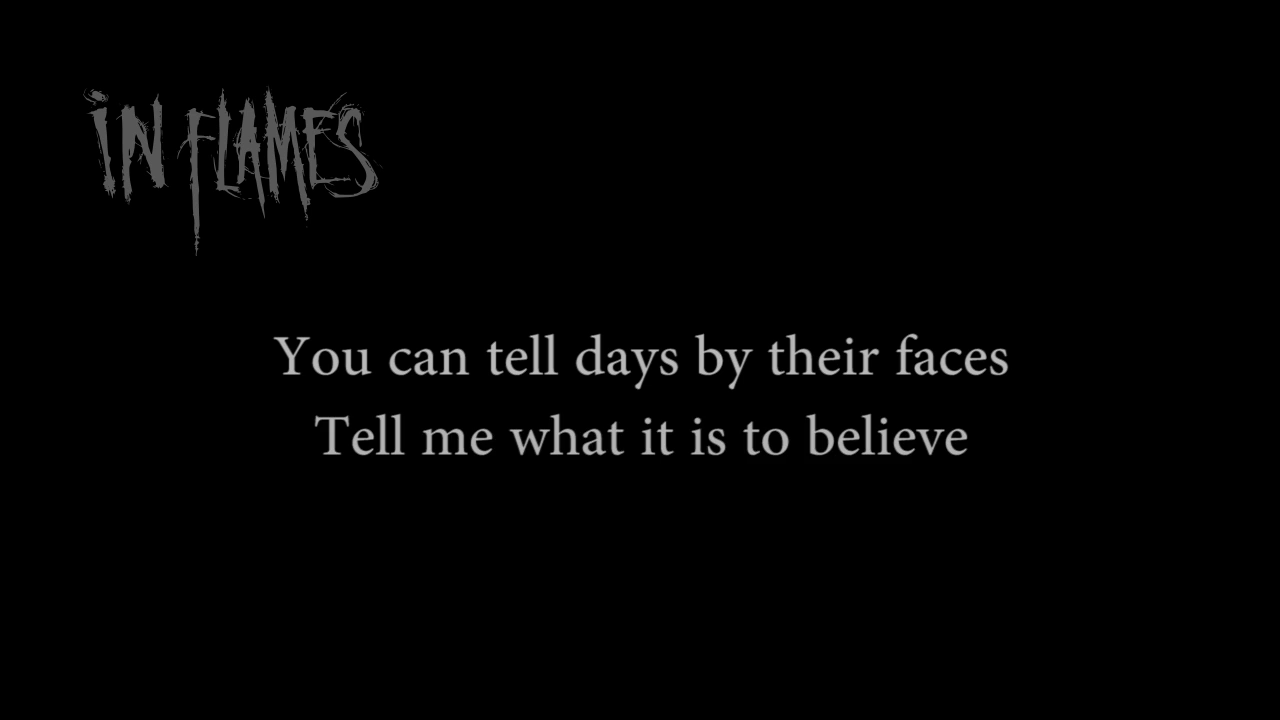 iN FLAMES
You can tell days by their faces
Tell me what it is to believe